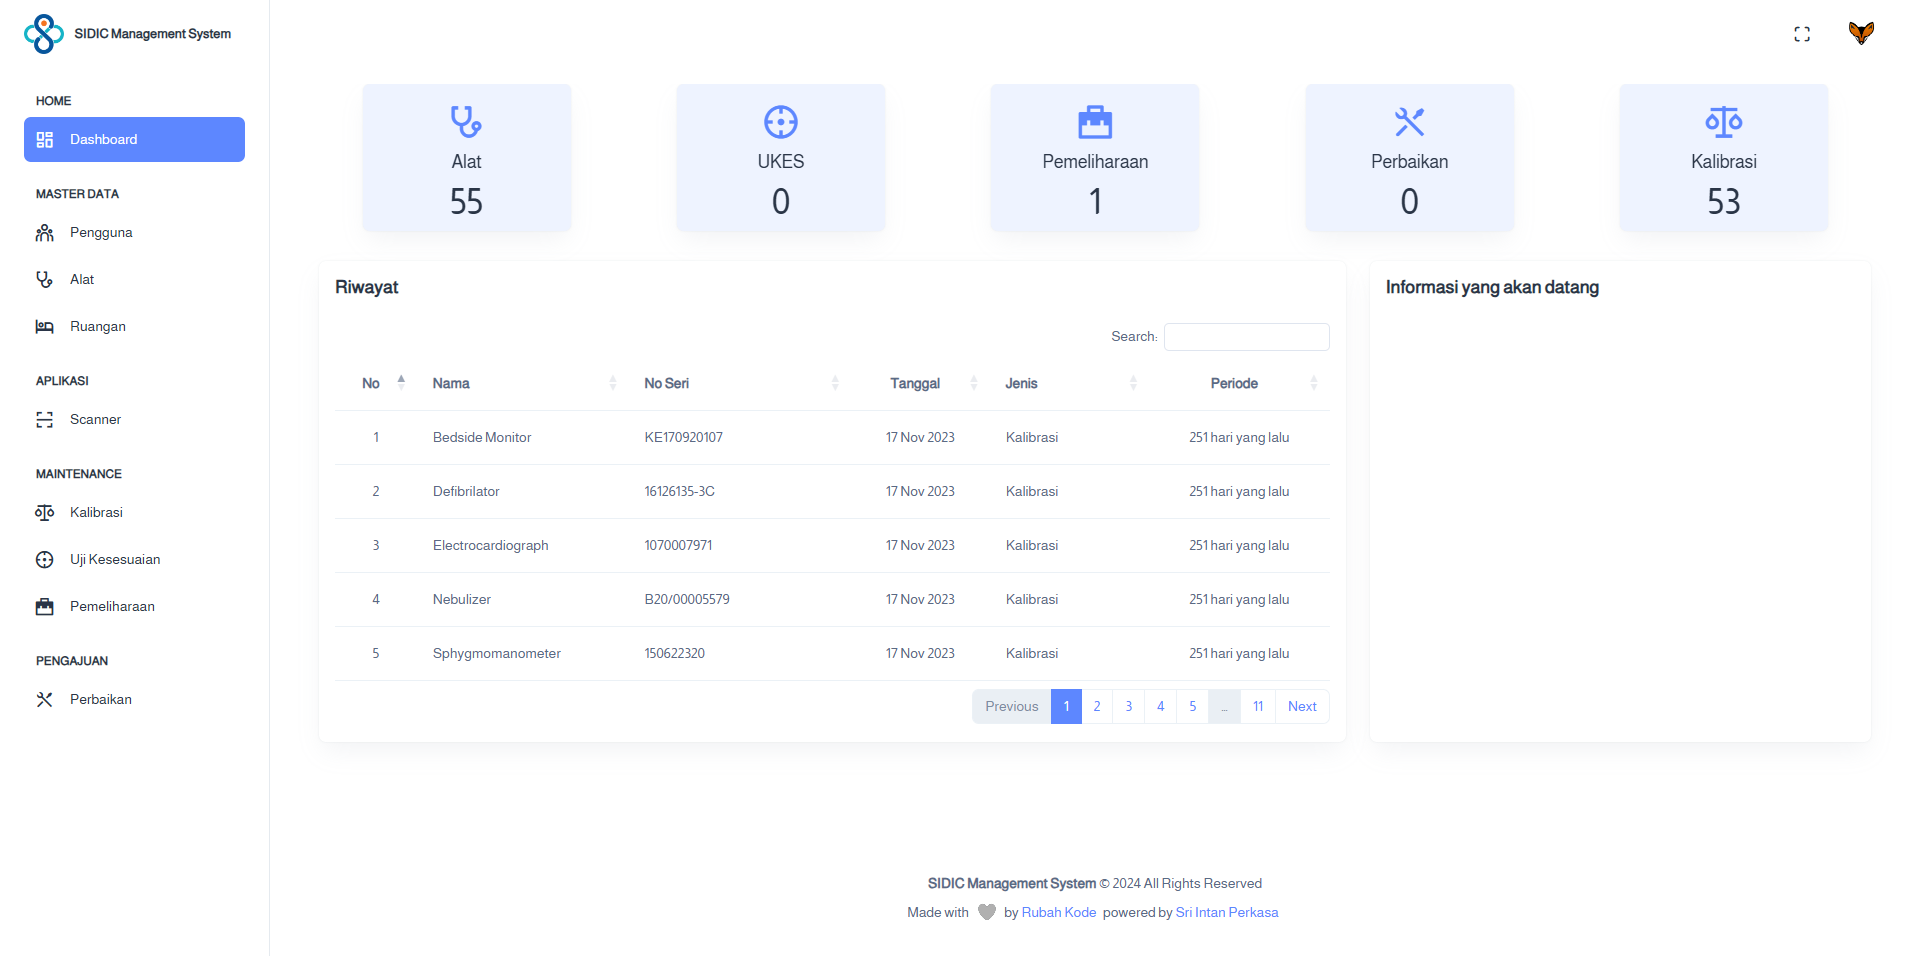 SIDIC Management System
HOME
Dashboard
MASTER DATA
Pengguna
Alat
Ruangan
APLIKASI
Scanner
MAINTENANCE
Kalibrasi
Uji Kesesuaian
Pemeliharaan
PENGAJUAN
Perbaikan
Alat
55
UKES
0
Pemeliharaan
1
Perbaikan
0
Kalibrasi
53
Riwayat
Search:
No Nama No Seri Tanggal Jenis Periode
1 Bedside Monitor KE170920107 17 Nov 2023 Kalibrasi 251 hari yang lalu
2 Defibrilator 16126135-3C 17 Nov 2023 Kalibrasi 251 hari yang lalu
3 Electrocardiograph 1070007971 17 Nov 2023 Kalibrasi 251 hari yang lalu
4 Nebulizer B20/00005579 17 Nov 2023 Kalibrasi 251 hari yang lalu
5 Sphygmomanometer 150622320 17 Nov 2023 Kalibrasi 251 hari yang lalu
Previous 1 2 3 4 5 ... 11 Next
Informasi yang akan datang
SIDIC Management System © 2024 All Rights Reserved
Made with by Rubah Kode powered by Sri Intan Perkasa